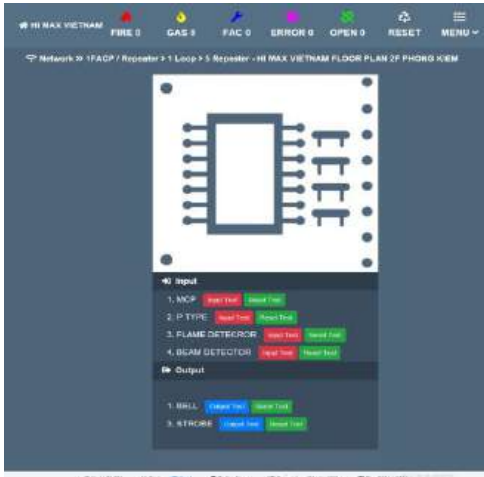 HI MAX VIETNAM
FIRE 0
GAS 0
FAC 0
ERROR 0
OPEN 0
RESET
MENU
Network >> 1FACP / Repeater > 1 Loop > 5 Repeater - HI MAX VIETNAM FLOOR PLAN 2F PHONG KIEM
Input
1. MCP Input Test Reset Test
2. P TYPE Input Test Reset Test
3. FLAME DETECROR Input Test Reset Test
4. BEAM DETECTOR Input Test Reset Test
Output
1. BELL Output Test Reset Test
3. STROBE Output Test Reset Test